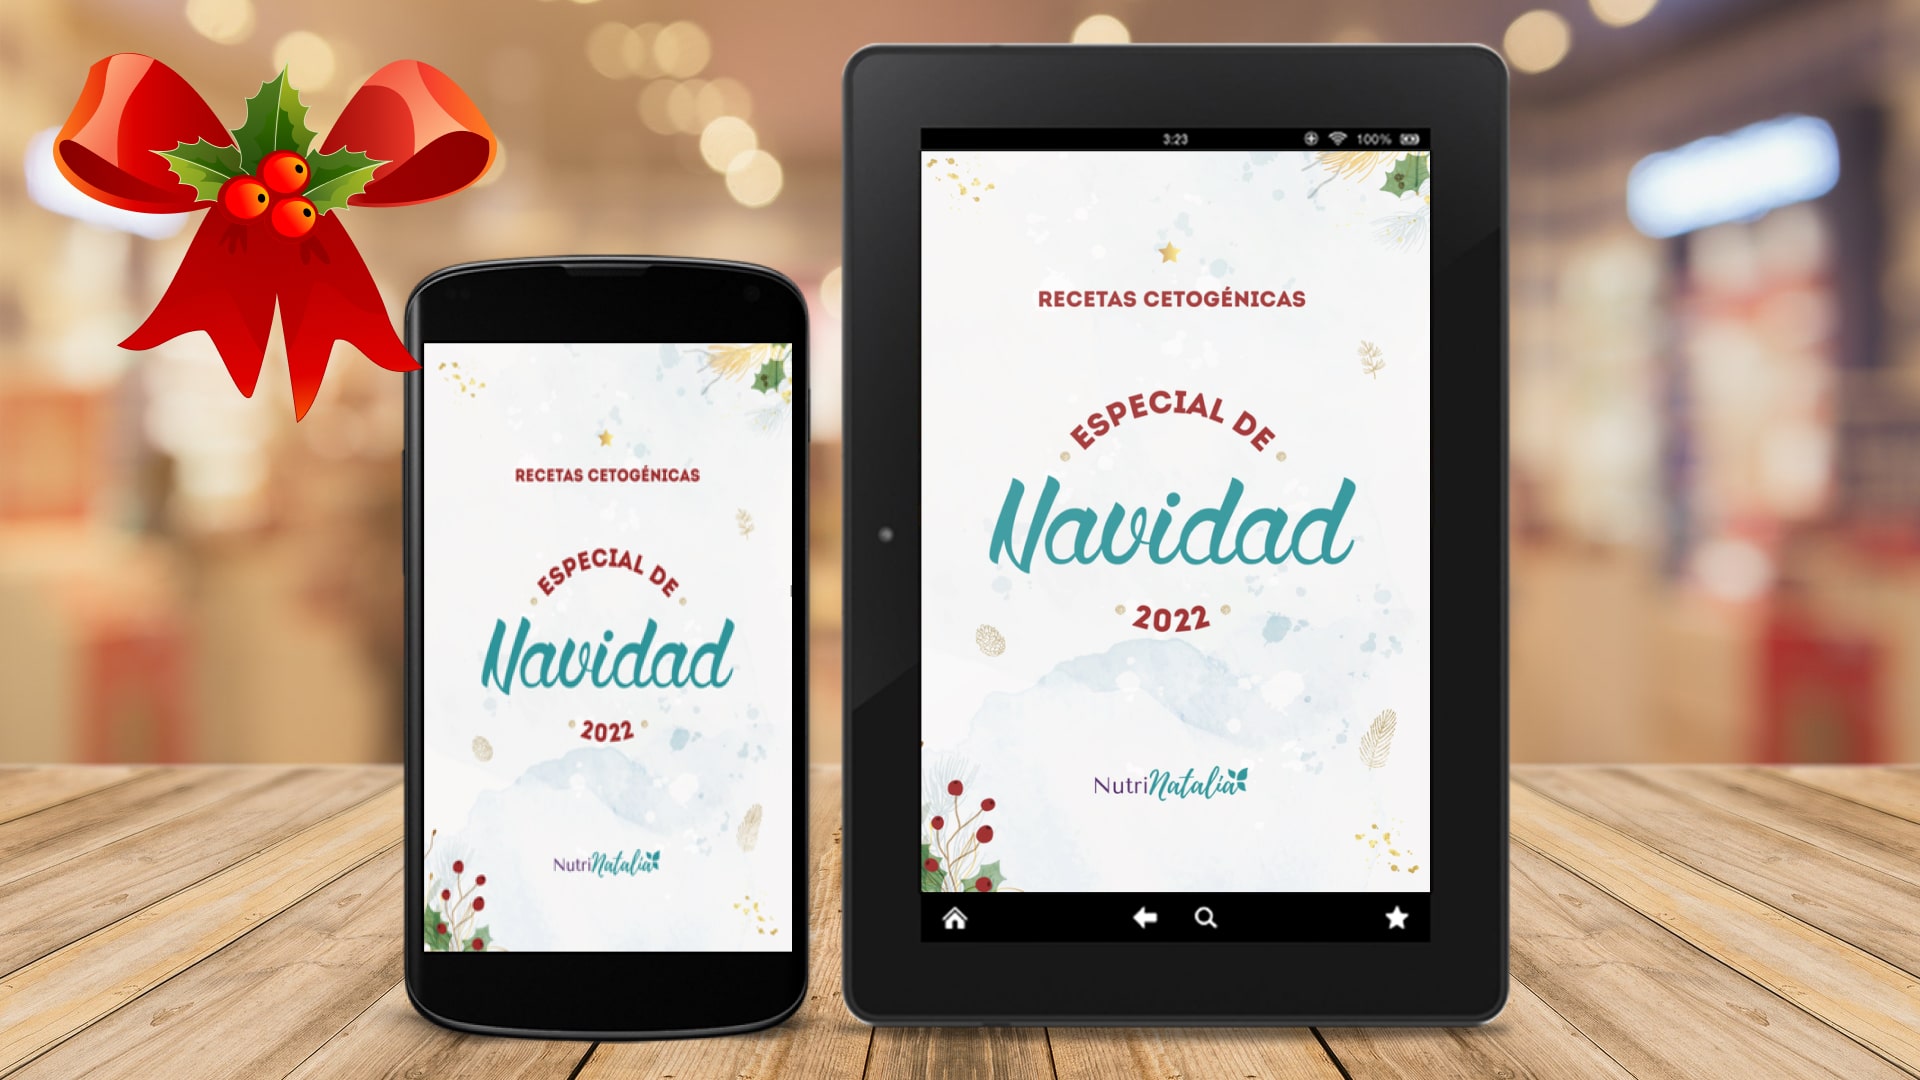 RECETAS CETOGÉNICAS
ESPECIAL DE
Navidad
2022
NutriNatalia
3:23
100%
RECETAS CETOGÉNICAS
ESPECIAL DE
Navidad
2022
NutriNatalia